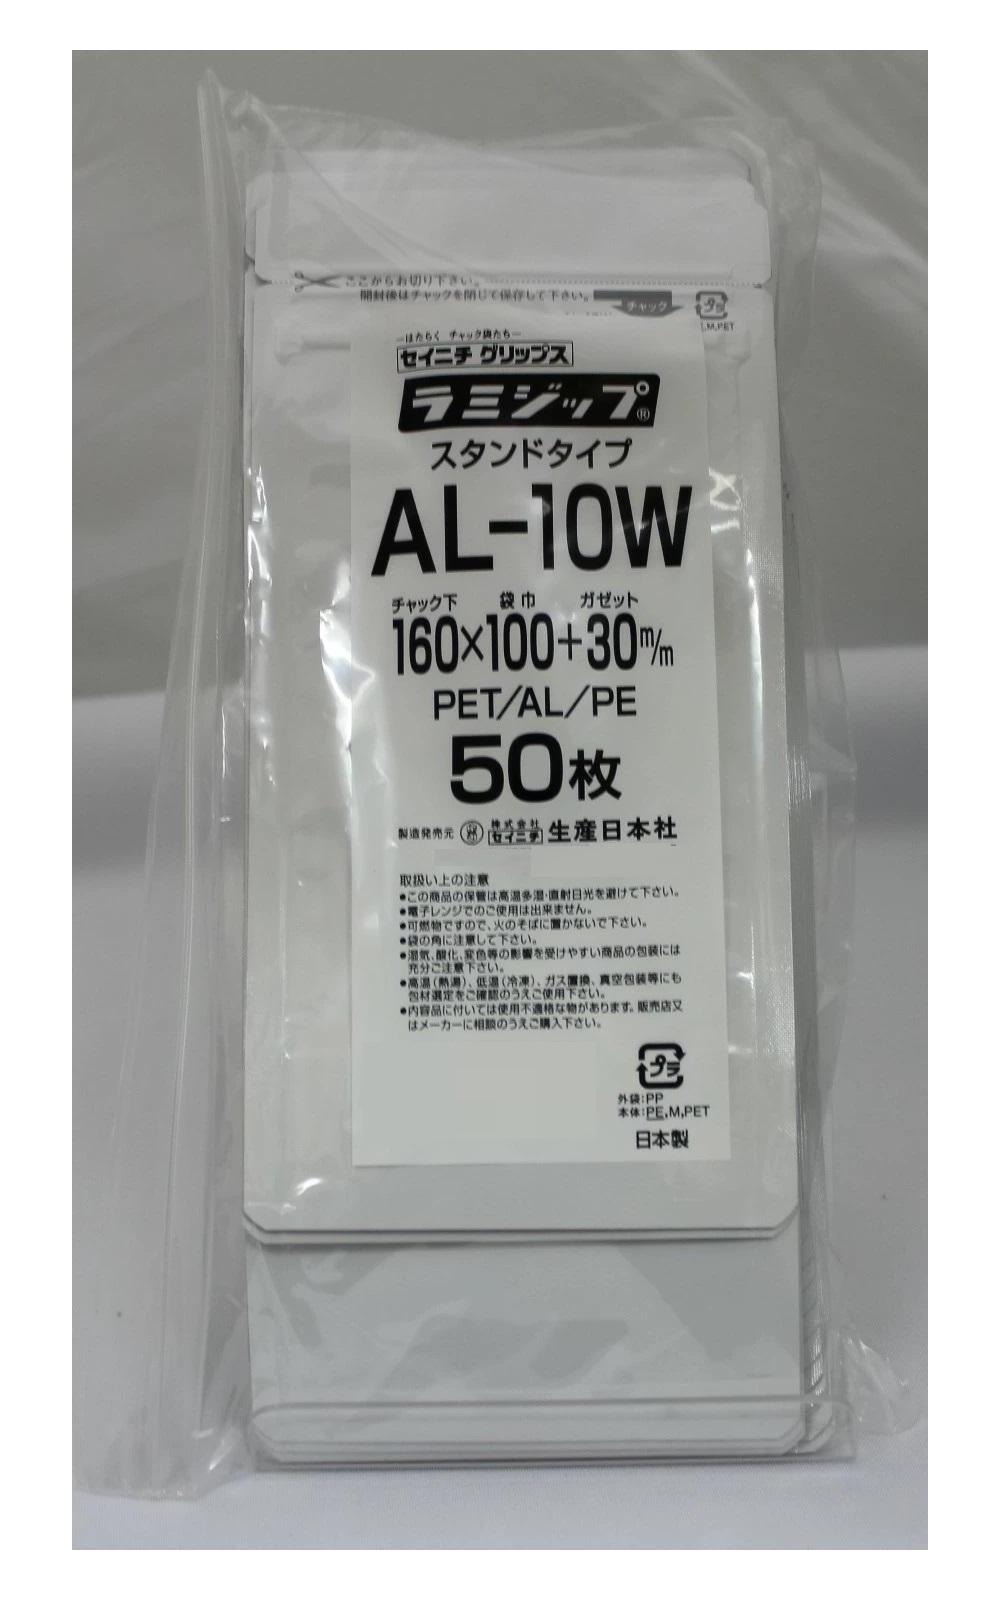 ここからお切り下さい。
開封後はチャックを閉じて保存して下さい。 チャック
プラ
,M,PET
―はたらく チャック袋たち―
セイニチ グリップス
ラミジップ®
スタンドタイプ
AL-10W
チャック下 袋巾 ガゼット
160×100+30m/m
PET/AL/PE
50枚
製造発売元 株式会社 セイニチ 生産日本社
取扱い上の注意
●この商品の保管は高温多湿・直射日光を避けて下さい。
●電子レンジでのご使用は出来ません。
●可燃物ですので、火のそばに置かないで下さい。
●袋の角に注意して下さい。
●湿気、酸化、変色等の影響を受けやすい商品の包装には
充分ご注意下さい。
●高温(熱湯)、低温(冷凍)、ガス置換、真空包装等にも
包材選定をご確認のうえご使用下さい。
●内容品に付いては使用不適格な物があります。販売店又
はメーカーに相談のうえご購入下さい。
プラ
外袋:PP
本体:PE,M,PET
日本製